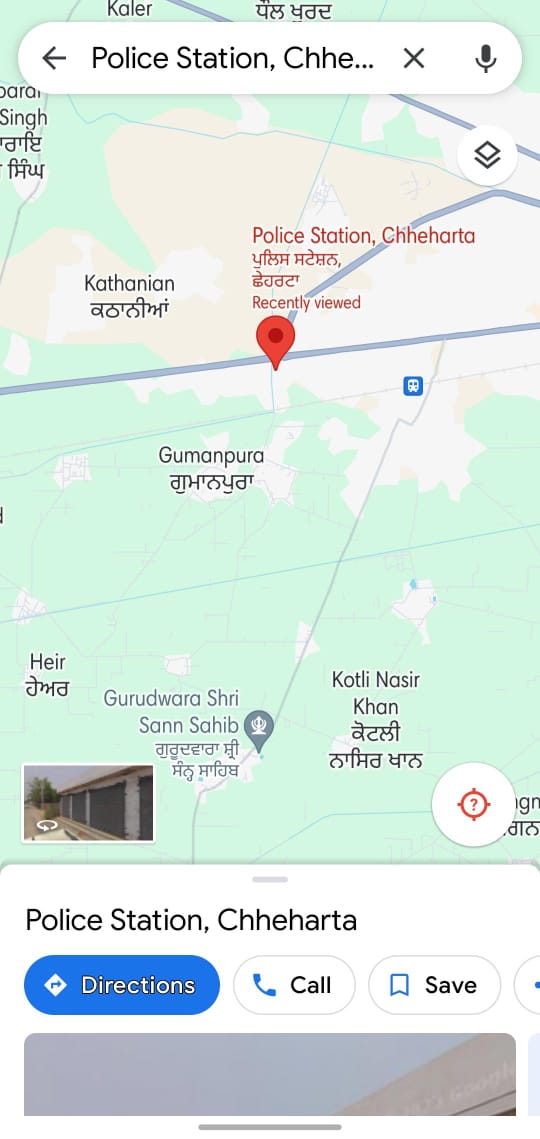 Kaler
ਧੌਲ ਖੁਰਦ
Police Station, Chhe...
Singh
ਸਿੰਘ
Police Station, Chheharta
ਪੁਲਿਸ ਸਟੇਸ਼ਨ,
ਛੇਹਰਟਾ
Recently viewed
Kathanian
ਕਠਾਨੀਆਂ
Gumanpura
ਗੁਮਾਨਪੁਰਾ
Heir
ਹੇਅਰ
Kotli Nasir
Khan
ਕੋਟਲੀ
ਨਾਸਿਰ ਖਾਨ
Gurudwara Shri
Sann Sahib
ਗੁਰੂਦਵਾਰਾ ਸ਼੍ਰੀ
ਸੰਨ੍ਹ ਸਾਹਿਬ
Police Station, Chheharta
Directions
Call
Save